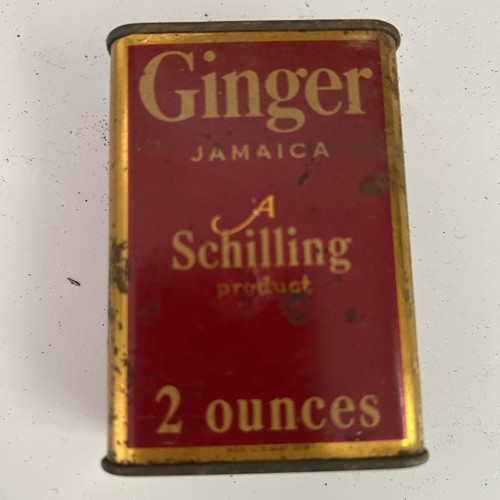 Ginger
JAMAICA
A
Schilling
product
2 ounces